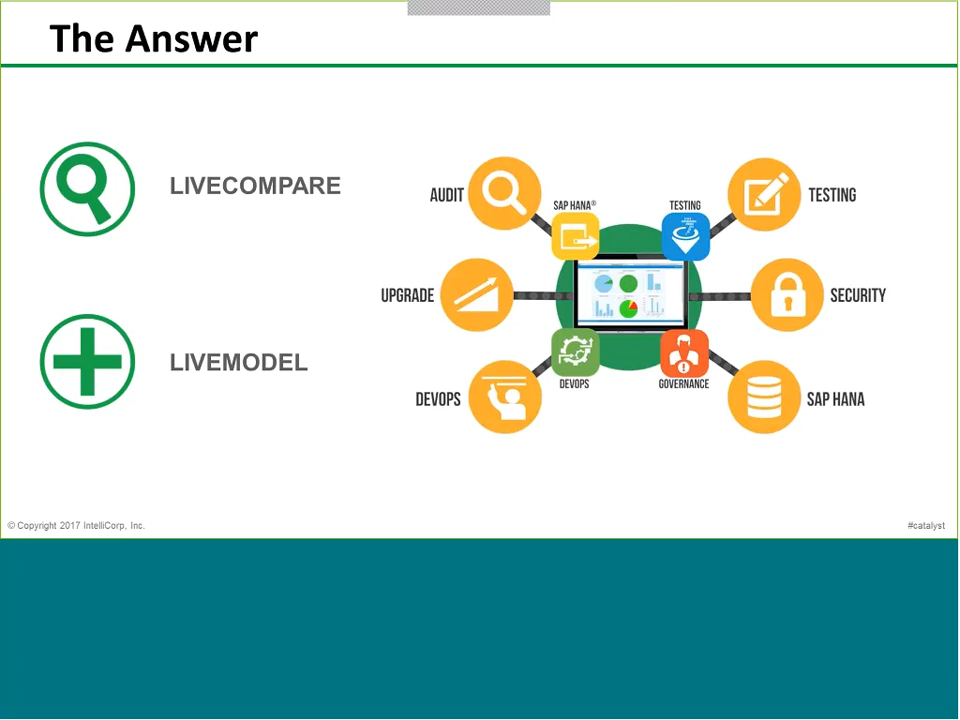 The Answer
LIVECOMPARE
LIVEMODEL
AUDIT
SAP HANA®
TESTING
TESTING
UPGRADE
SECURITY
DEVOPS
DEVOPS
GOVERNANCE
SAP HANA
© Copyright 2017 IntelliCorp, Inc.
#catalyst